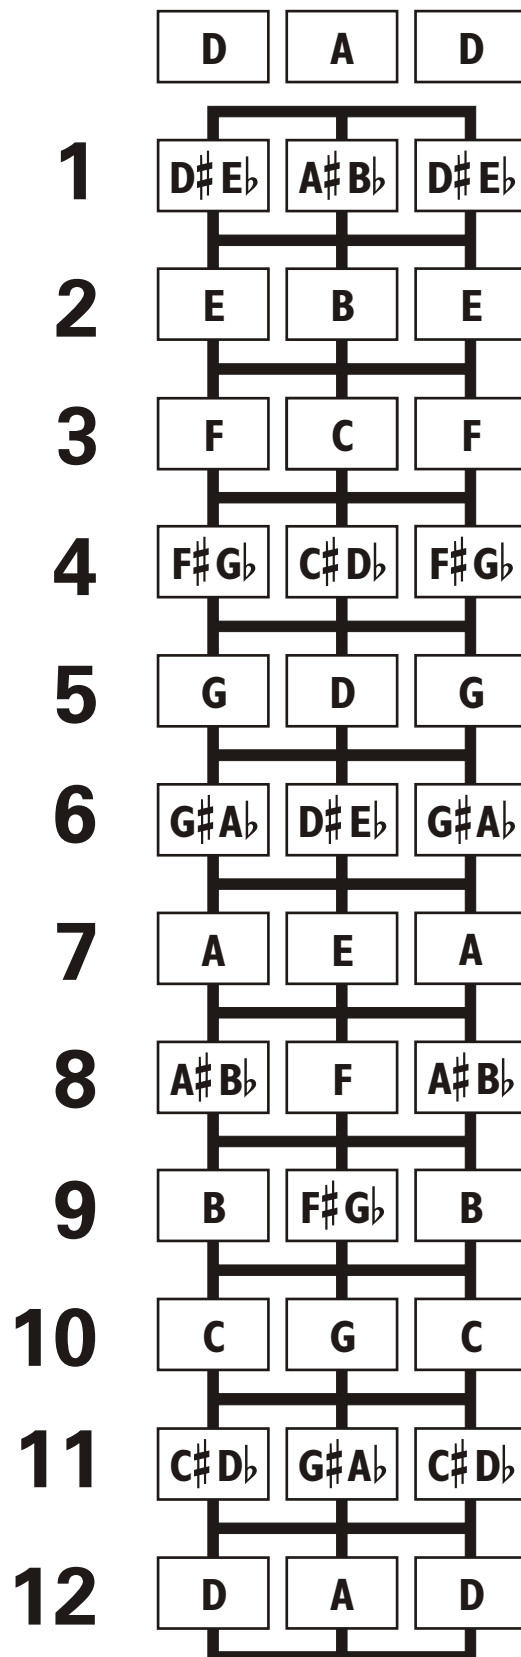 D A D
1 D♯ E♭ A♯ B♭ D♯ E♭
2 E B E
3 F C F
4 F♯ G♭ C♯ D♭ F♯ G♭
5 G D G
6 G♯ A♭ D♯ E♭ G♯ A♭
7 A E A
8 A♯ B♭ F A♯ B♭
9 B F♯ G♭ B
10 C G C
11 C♯ D♭ G♯ A♭ C♯ D♭
12 D A D